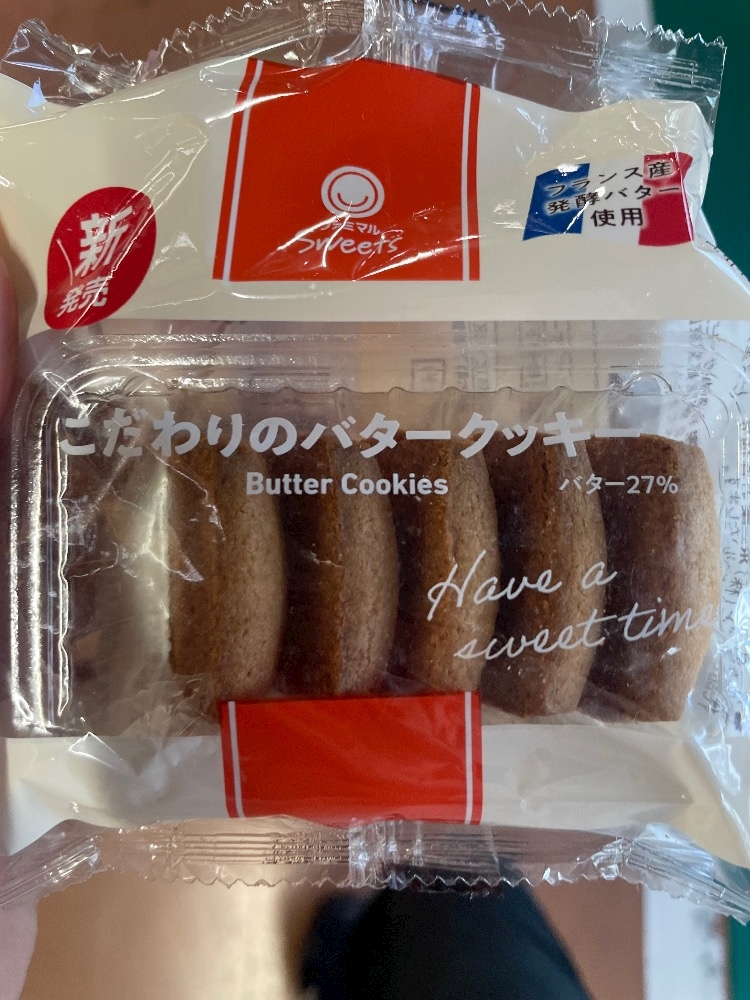 新
発売
ファミマル
Sweets
フランス産
発酵バター
使用
こだわりのバタークッキー
Butter Cookies
バター27%
Have a
sweet time